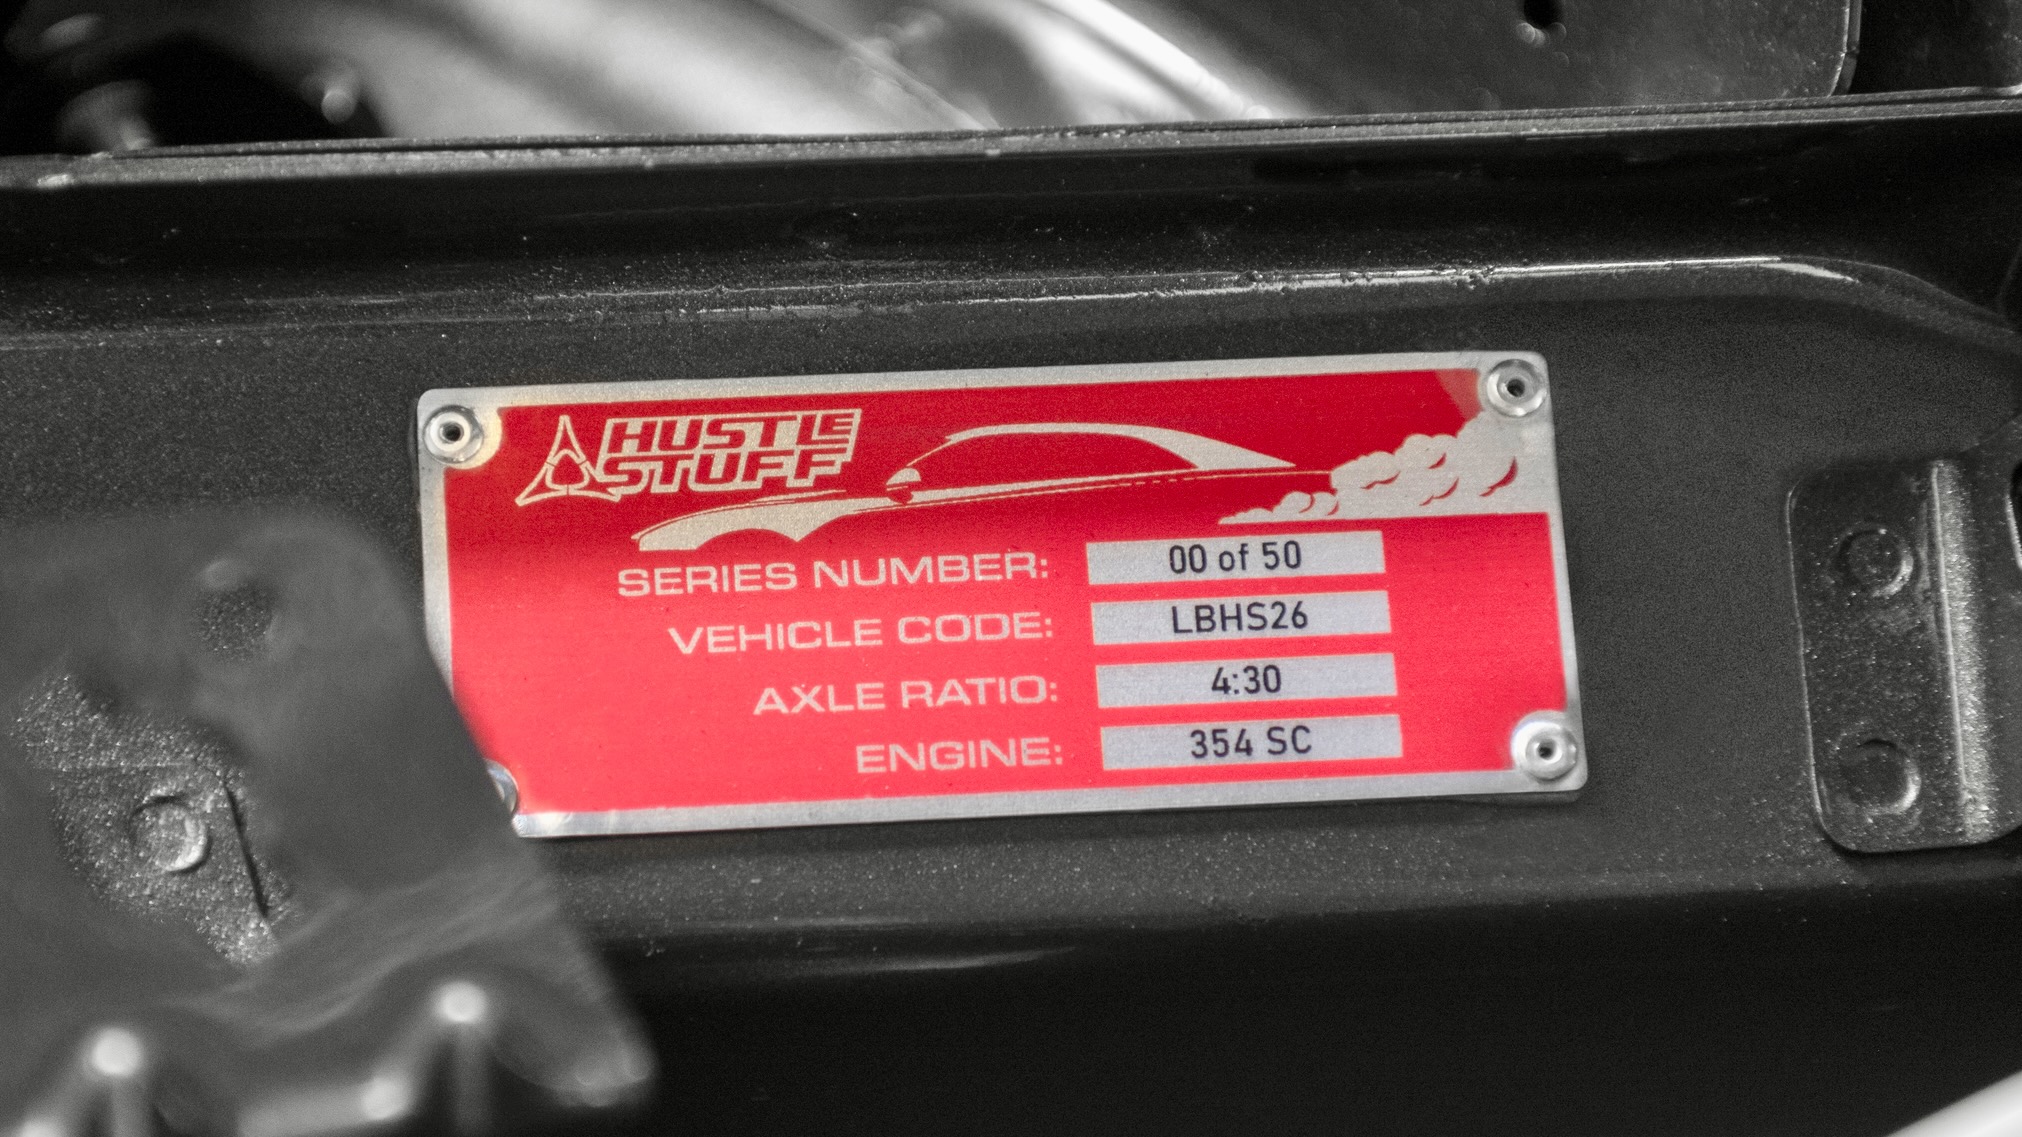 HUSTLE
STUFF
SERIES NUMBER: 00 of 50
VEHICLE CODE: LBHS26
AXLE RATIO: 4:30
ENGINE: 354 SC